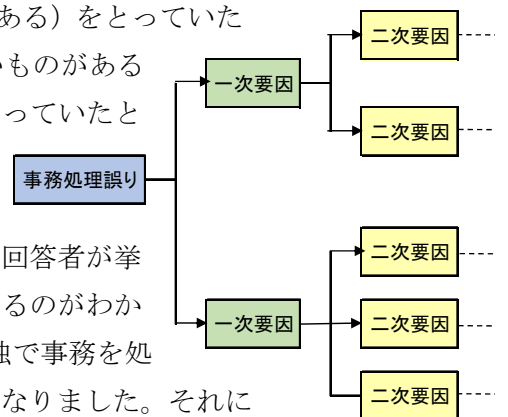 ある）をとっていた
ものがある
っていたと
回答者が挙
るのがわか
独で事務を処
なりました。それに
事務処理誤り
一次要因
二次要因
二次要因
一次要因
二次要因
二次要因
二次要因